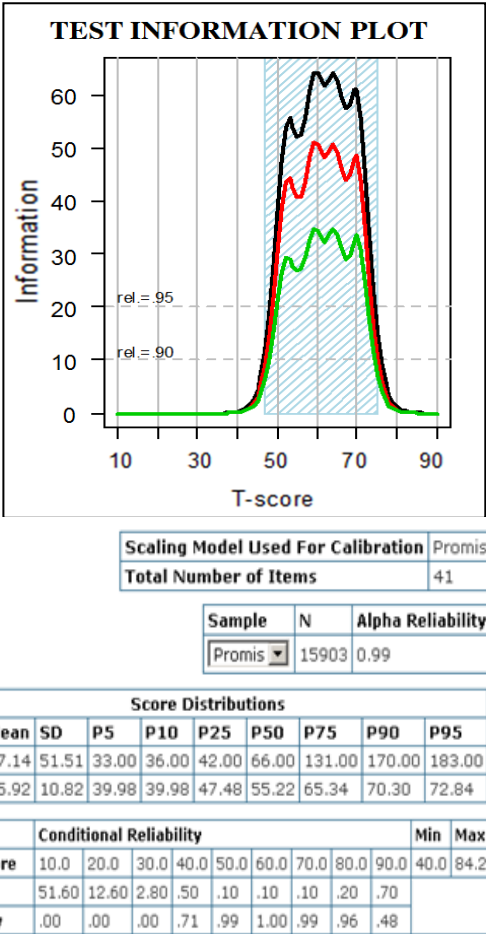 TEST INFORMATION PLOT
60
50
40
30
20
10
0
Information
rel.=.95
rel.=.90
10 30 50 70 90
T-score
Scaling Model Used For Calibration Promis
Total Number of Items 41
Sample N Alpha Reliability
Promis 15903 0.99
Score Distributions
ean SD P5 P10 P25 P50 P75 P90 P95
7.14 51.51 33.00 36.00 42.00 66.00 131.00 170.00 183.00
5.92 10.82 39.98 39.98 47.48 55.22 65.34 70.30 72.84
Conditional Reliability Min Max
re 10.0 20.0 30.0 40.0 50.0 60.0 70.0 80.0 90.0 40.0 84.2
51.60 12.60 2.80 .50 .10 .10 .10 .20 .70
.00 .00 .00 .71 .99 1.00 .99 .96 .48